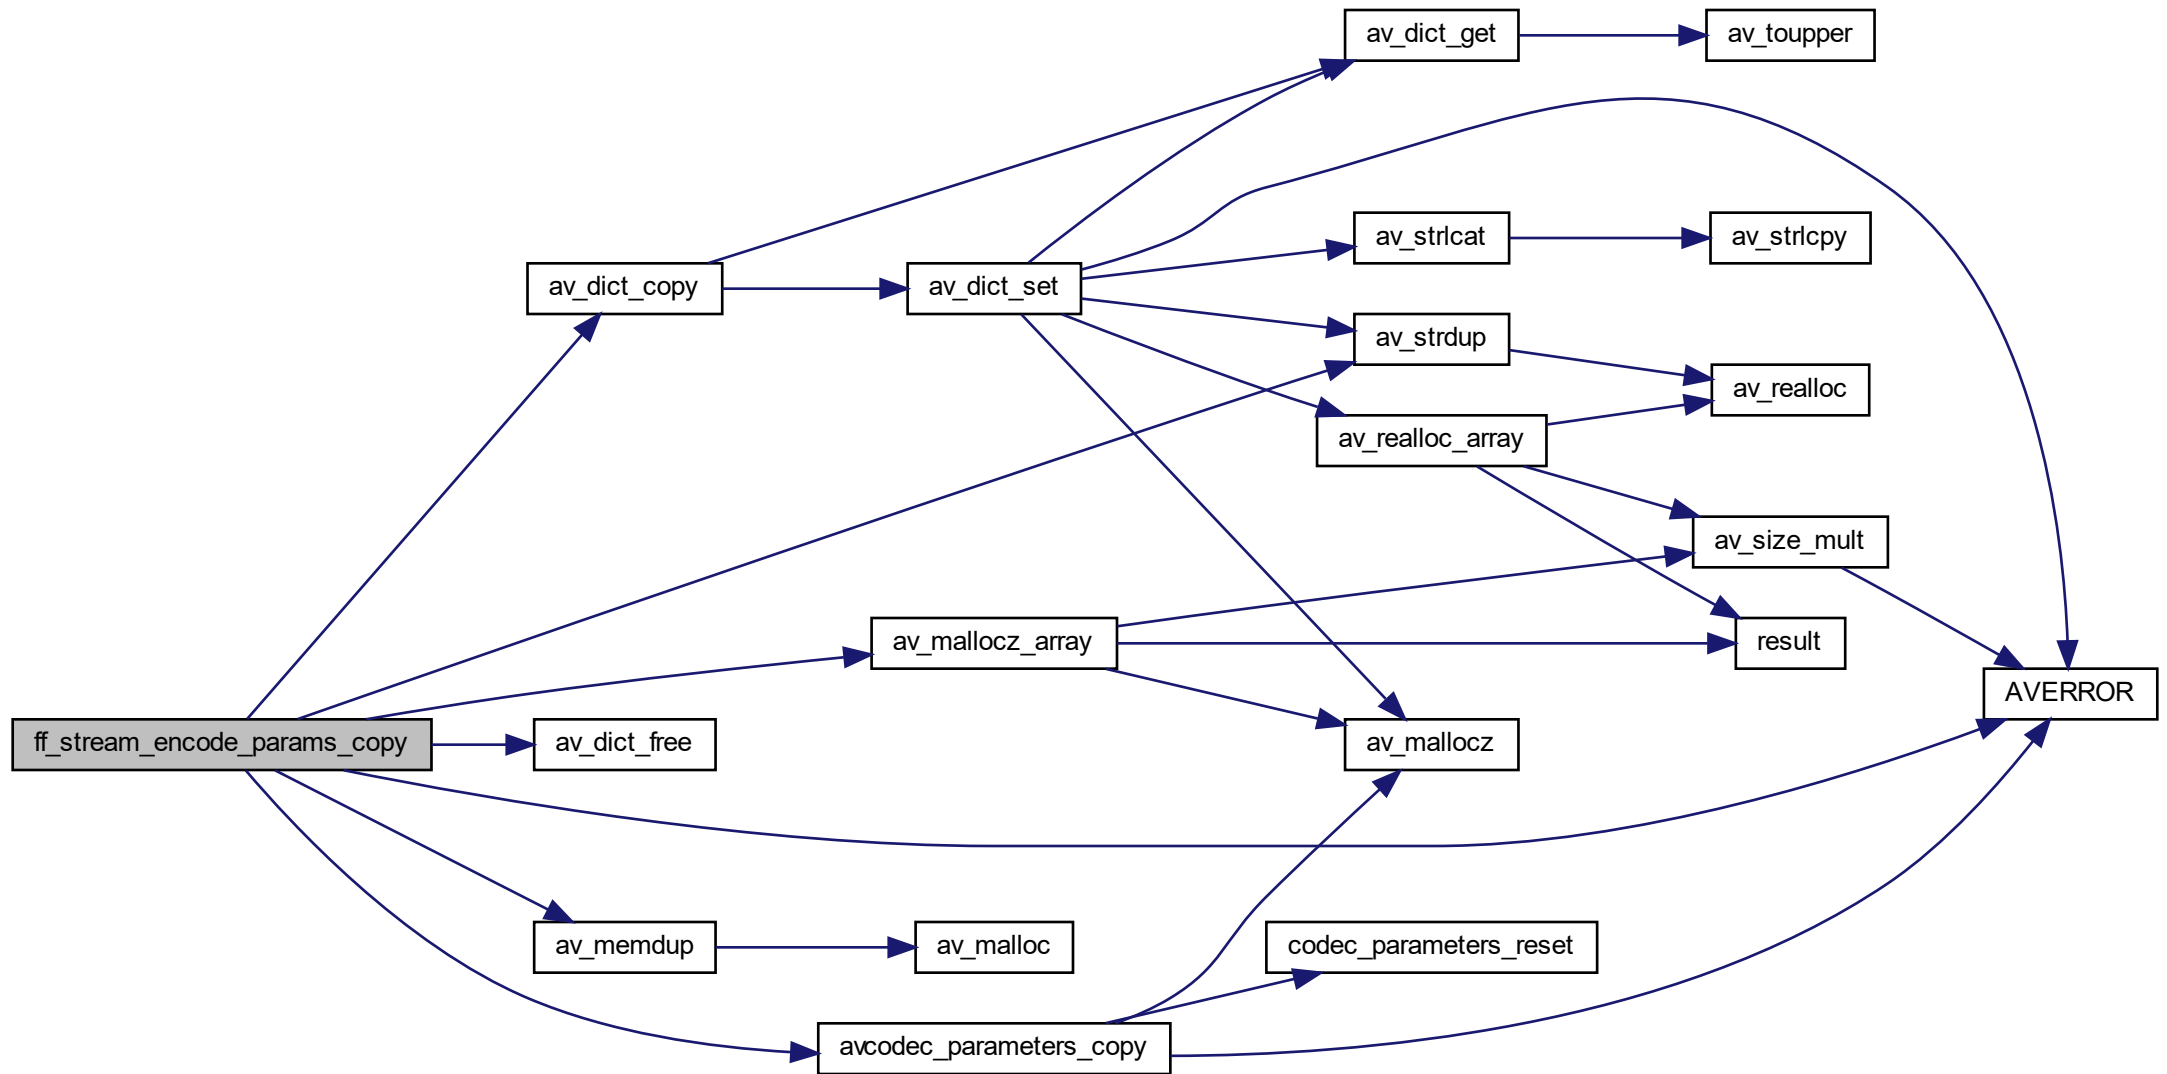 av_dict_get
av_toupper
av_strlcat
av_strlcpy
av_dict_copy
av_dict_set
av_strdup
av_realloc
av_realloc_array
av_size_mult
av_mallocz_array
result
AVERROR
ff_stream_encode_params_copy
av_dict_free
av_mallocz
av_memdup
av_malloc
codec_parameters_reset
avcodec_parameters_copy